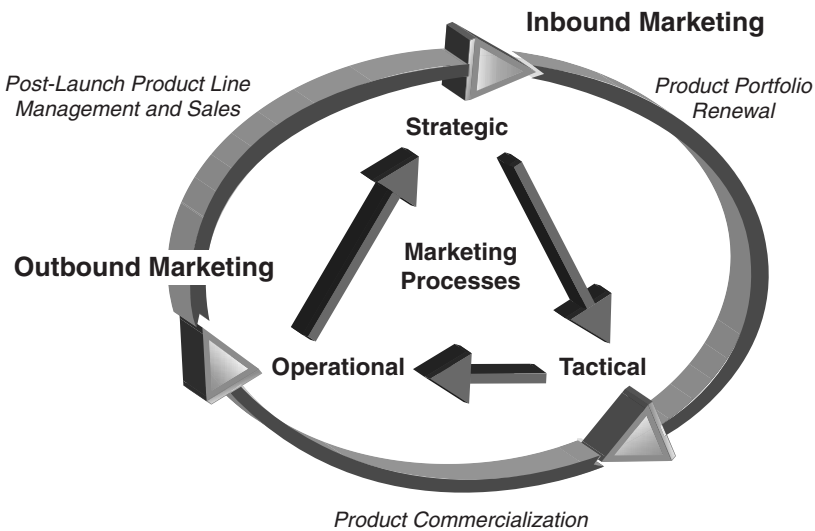 Inbound Marketing
Post-Launch Product Line
Management and Sales
Product Portfolio
Renewal
Strategic
Marketing
Processes
Outbound Marketing
Operational
Tactical
Product Commercialization